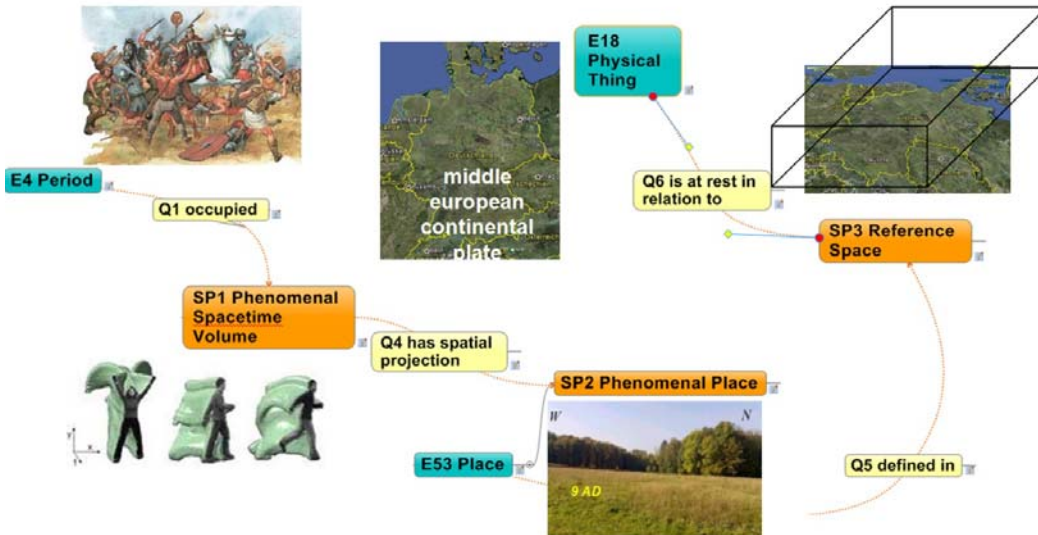 E18
Physical
Thing
middle
european
continental
plate
E4 Period
Q1 occupied
Q6 is at rest in
relation to
SP3 Reference
Space
SP1 Phenomenal
Spacetime
Volume
Q4 has spatial
projection
SP2 Phenomenal Place
W
N
E53 Place
9 AD
Q5 defined in
y
x